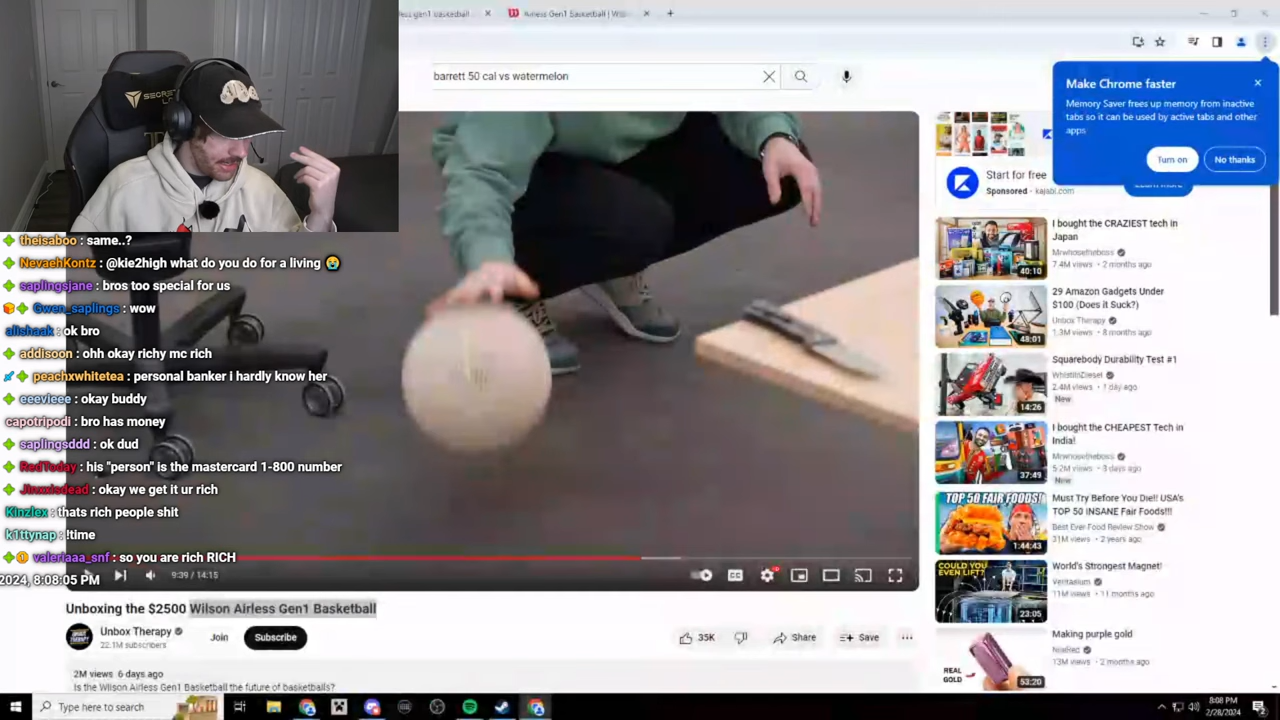 less gen1 basketball
Airless Gen1 Basketball | Wils
barrett 50 cal vs watermelon
Make Chrome faster
Memory Saver frees up memory from inactive
tabs so it can be used by active tabs and other
apps
Turn on
No thanks
Start for free
Sponsored • kajabi.com
Learn more
I bought the CRAZIEST tech in
Japan
Mrwhosetheboss
7.4M views • 2 months ago
40:10
29 Amazon Gadgets Under
$100 (Does it Suck?)
Unbox Therapy
1.3M views • 8 months ago
48:01
Squarebody Durability Test #1
WhistlinDiesel
2.4M views • 1 day ago
New
14:26
I bought the CHEAPEST Tech in
India!
Mrwhosetheboss
5.2M views • 8 days ago
New
37:49
TOP 50 FAIR FOODS!
Must Try Before You Die!! USA's
TOP 50 INSANE Fair Foods!!!
Best Ever Food Review Show
31M views • 2 years ago
1:44:43
COULD YOU
EVEN LIFT?
World's Strongest Magnet!
Veritasium
11M views • 11 months ago
23:05
REAL
GOLD
Making purple gold
NileRed
13M views • 2 months ago
53:20
theisaboo : same..?
NevaehKontz : @kie2high what do you do for a living 😭
saplingsjane : bros too special for us
Gwen_saplings : wow
alishaak : ok bro
addisoon : ohh okay richy mc rich
peachxwhitetea : personal banker i hardly know her
eeevieee : okay buddy
capotripodi : bro has money
saplingsddd : ok dud
RedToday : his "person" is the mastercard 1-800 number
Jinxxisdead : okay we get it ur rich
Kinzlex : thats rich people shit
k1ttynap : !time
valeriaaa_snf : so you are rich RICH
2024, 8:08:05 PM
9:39 / 14:15
Unboxing the $2500 Wilson Airless Gen1 Basketball
Unbox Therapy
22.1M subscribers
Join
Subscribe
35K
Share
Save
2M views 6 days ago
Is the Wilson Airless Gen1 Basketball the future of basketballs?
Type here to search
8:08 PM
2/28/2024
2